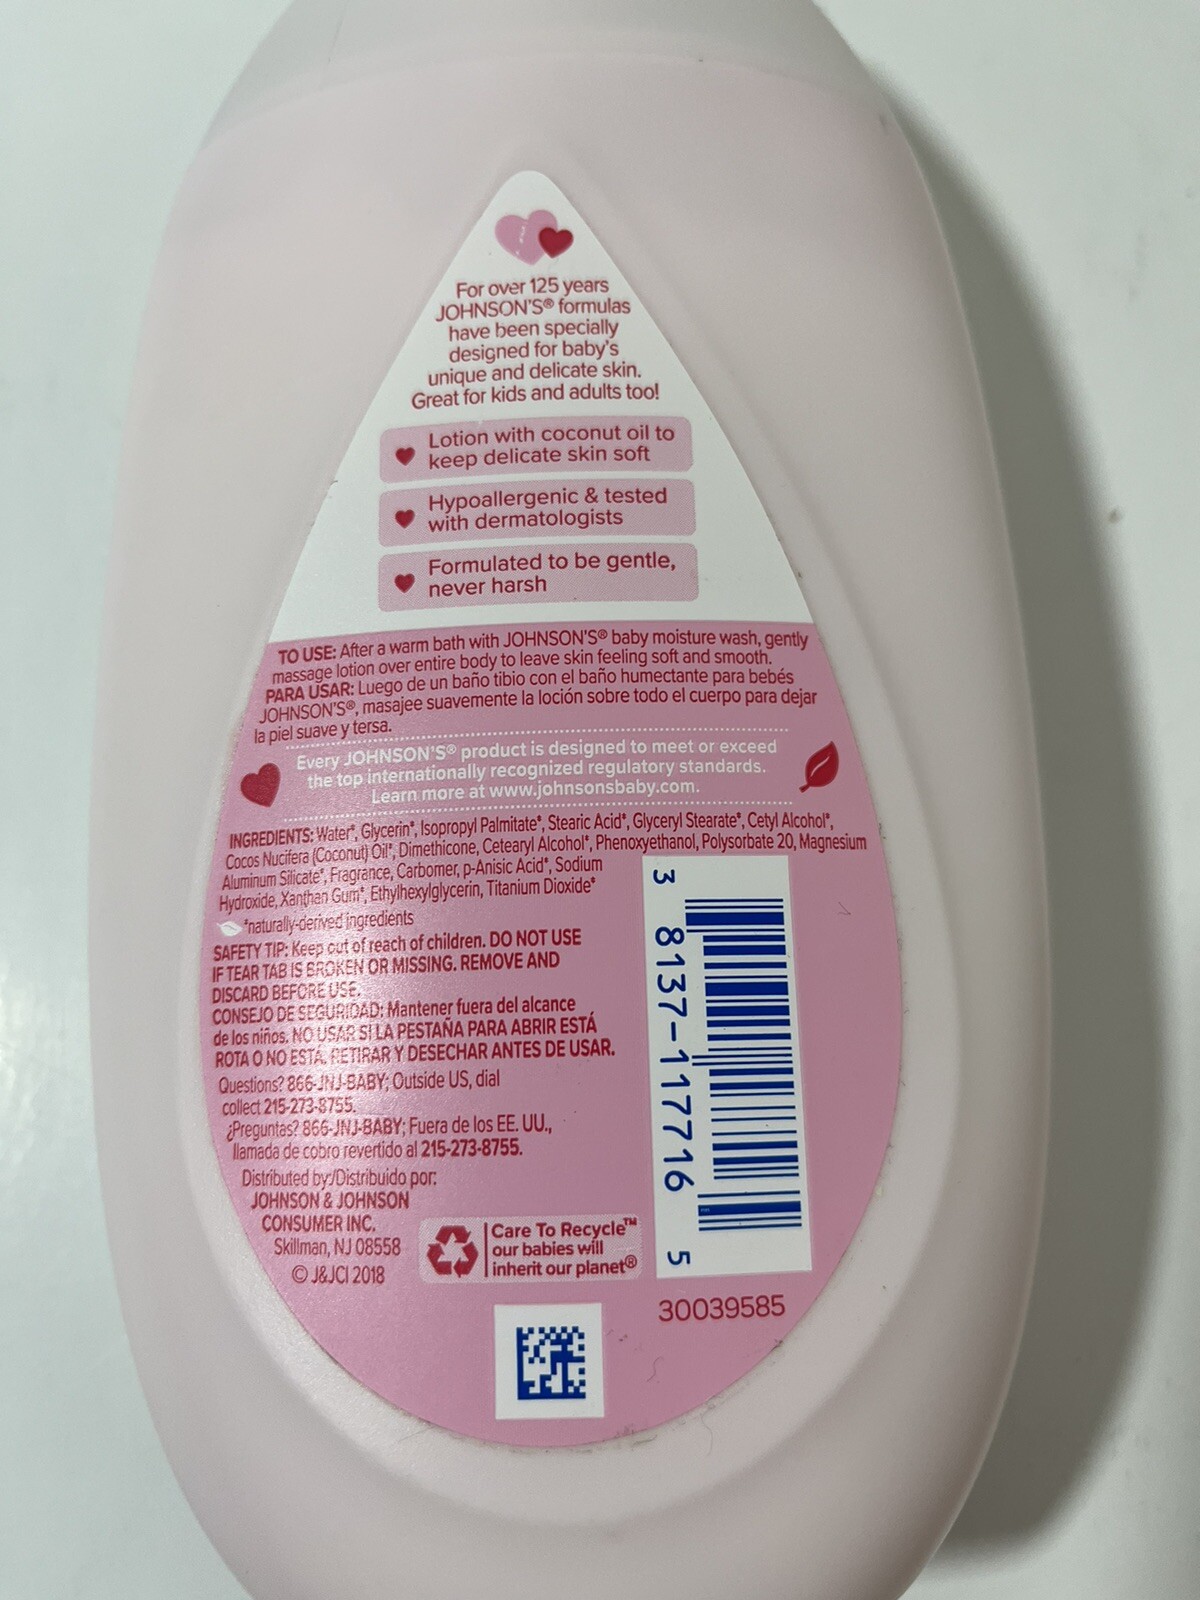 For over 125 years
JOHNSON'S® formulas
have been specially
designed for baby's
unique and delicate skin.
Great for kids and adults too!
Lotion with coconut oil to
keep delicate skin soft
Hypoallergenic & tested
with dermatologists
Formulated to be gentle,
never harsh
TO USE: After a warm bath with JOHNSON'S® baby moisture wash, gently
massage lotion over entire body to leave skin feeling soft and smooth.
PARA USAR: Luego de un baño tibio con el baño humectante para bebés
JOHNSON'S®, masajee suavemente la loción sobre todo el cuerpo para dejar
la piel suave y tersa.
Every JOHNSON'S® product is designed to meet or exceed
the top internationally recognized regulatory standards.
Learn more at www.johnsonsbaby.com.
INGREDIENTS: Water*, Glycerin*, Isopropyl Palmitate*, Stearic Acid*, Glyceryl Stearate*, Cetyl Alcohol*,
Cocos Nucifera (Coconut) Oil*, Dimethicone, Cetearyl Alcohol*, Phenoxyethanol, Polysorbate 20, Magnesium
Aluminum Silicate*, Fragrance, Carbomer, p-Anisic Acid*, Sodium
Hydroxide, Xanthan Gum*, Ethylhexylglycerin, Titanium Dioxide*
*naturally-derived ingredients
SAFETY TIP: Keep out of reach of children. DO NOT USE
IF TEAR TAB IS BROKEN OR MISSING. REMOVE AND
DISCARD BEFORE USE.
CONSEJO DE SEGURIDAD: Mantener fuera del alcance
de los niños. NO USAR SI LA PESTAÑA PARA ABRIR ESTÁ
ROTA O NO ESTÁ. RETIRAR Y DESECHAR ANTES DE USAR.
Questions? 866-JNJ-BABY; Outside US, dial
collect 215-273-8755.
¿Preguntas? 866-JNJ-BABY; Fuera de los EE. UU.,
llamada de cobro revertido al 215-273-8755.
Distributed by:/Distribuido por:
JOHNSON & JOHNSON
CONSUMER INC.
Skillman, NJ 08558
© J&JCI 2018
Care To Recycle™
our babies will
inherit our planet®
3 8137-117716 5
30039585